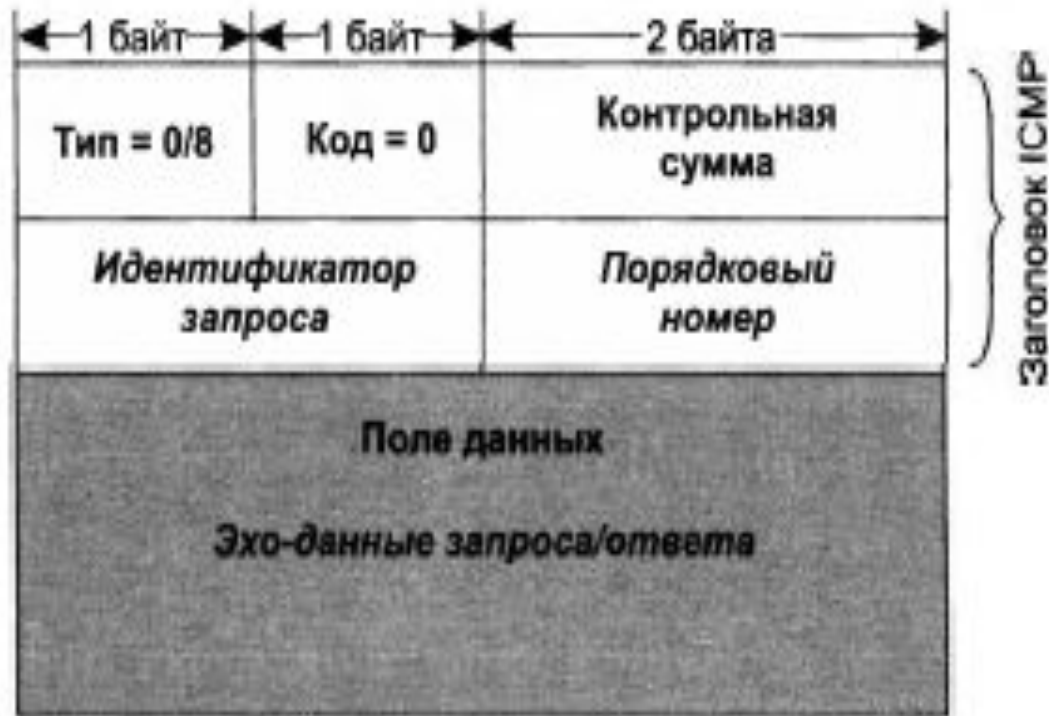 1 байт
1 байт
2 байта
Тип = 0/8
Код = 0
Контрольная
сумма
Идентификатор
запроса
Порядковый
номер
Заголовок ICMP
Поле данных
Эхо-данные запроса/ответа